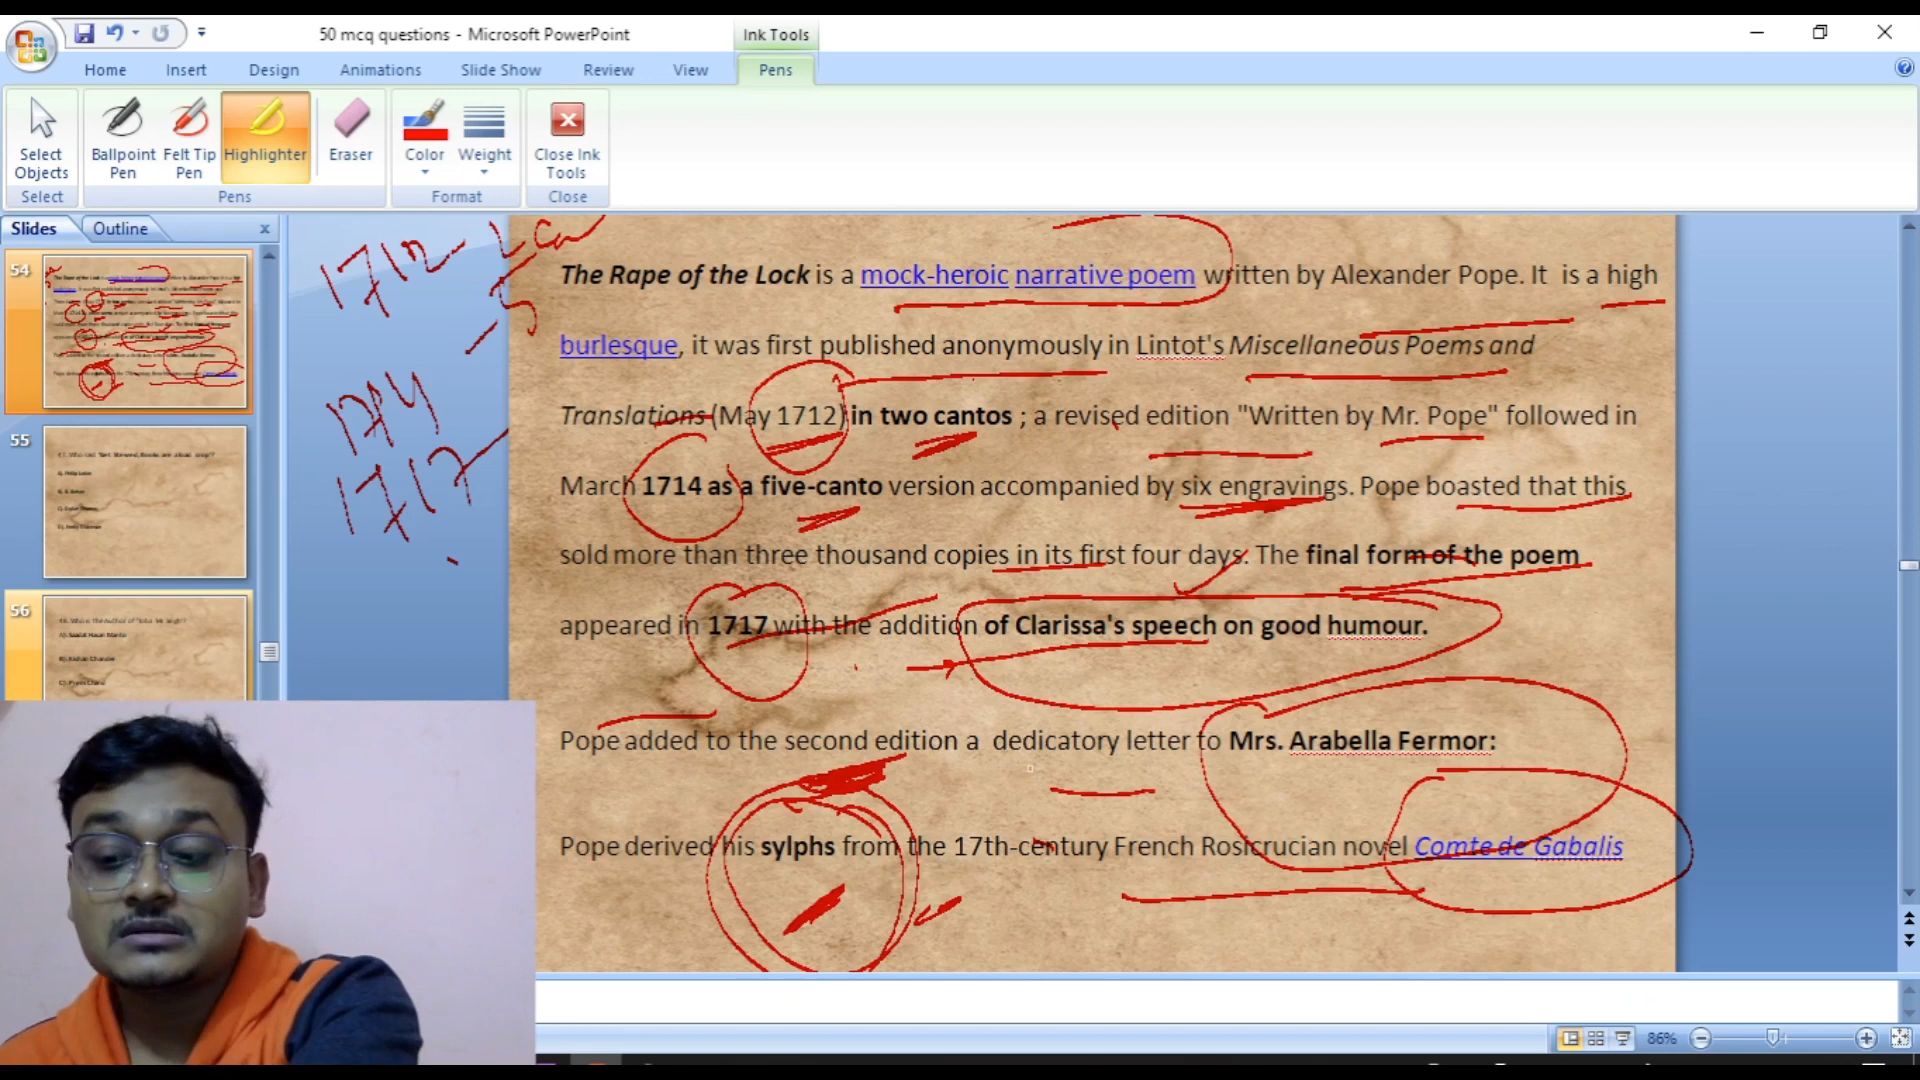 50 mcq questions - Microsoft PowerPoint
Ink Tools
Home Insert Design Animations Slide Show Review View Pens
Select Objects
Ballpoint Pen
Felt Tip Pen
Highlighter
Eraser
Color
Weight
Close Ink Tools
Select Pens Format Close
Slides Outline
54
55
56
1712
1714
1717
The Rape of the Lock is a mock-heroic narrative poem written by Alexander Pope. It is a high
burlesque, it was first published anonymously in Lintot's Miscellaneous Poems and
Translations (May 1712) in two cantos ; a revised edition "Written by Mr. Pope" followed in
March 1714 as a five-canto version accompanied by six engravings. Pope boasted that this
sold more than three thousand copies in its first four days. The final form of the poem
appeared in 1717 with the addition of Clarissa's speech on good humour.
Pope added to the second edition a dedicatory letter to Mrs. Arabella Fermor:
Pope derived his sylphs from the 17th-century French Rosicrucian novel Comte de Gabalis
86%